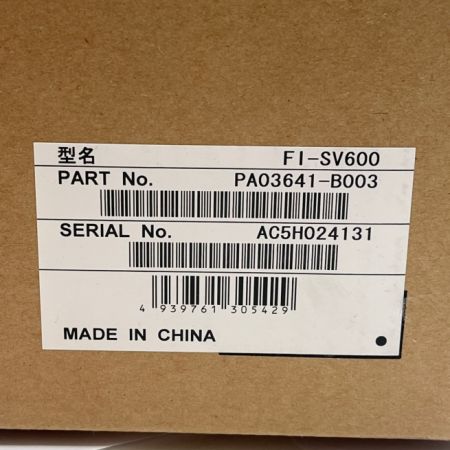 型名 FI-SV600
PART No. PA03641-B003
SERIAL No. AC5H024131
4 939761 305429
MADE IN CHINA